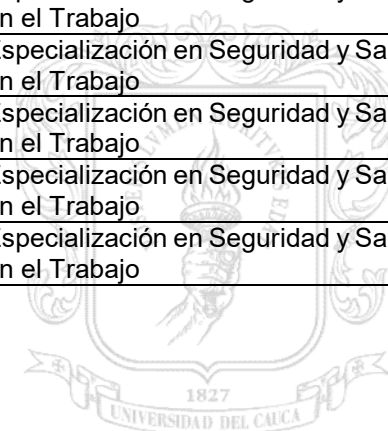 n el Trabajo
specialización en Seguridad y Sa
n el Trabajo
specialización en Seguridad y Sa
n el Trabajo
specialización en Seguridad y Sa
n el Trabajo
specialización en Seguridad y Sa
n el Trabajo
1827
UNIVERSIDAD DEL CAUCA